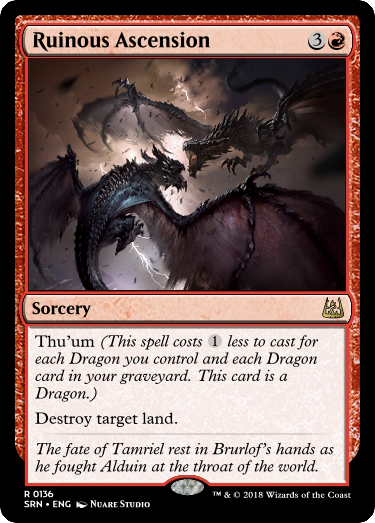 Ruinous Ascension 3
Sorcery
Thu'um (This spell costs 1 less to cast for
each Dragon you control and each Dragon
card in your graveyard. This card is a
Dragon.)
Destroy target land.
The fate of Tamriel rest in Brurlof's hands as
he fought Alduin at the throat of the world.
R 0136
SRN • ENG Nuare Studio
™ & © 2018 Wizards of the Coast